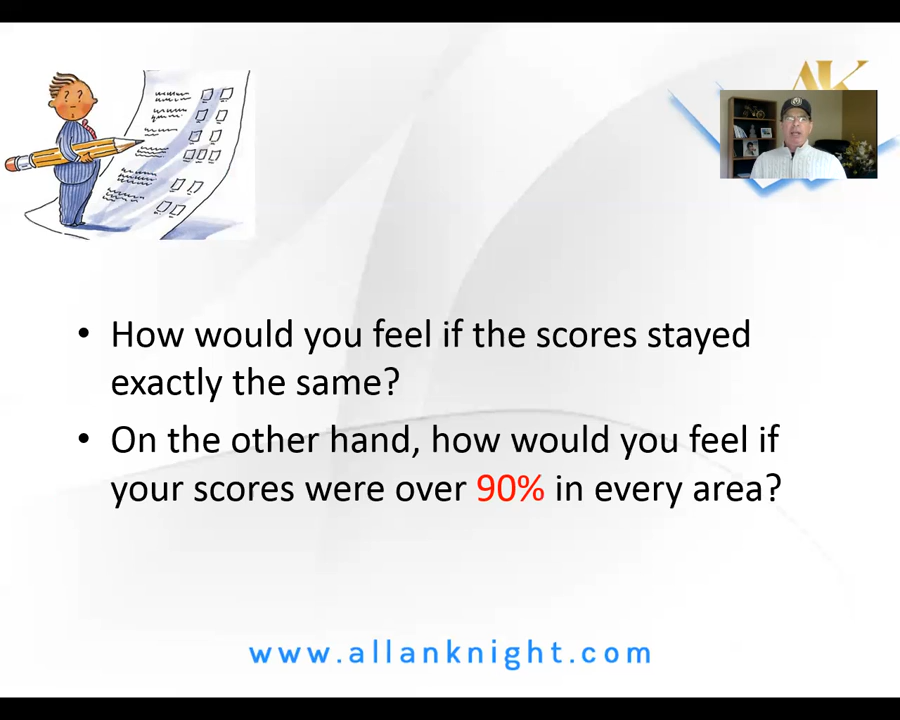 AK
• How would you feel if the scores stayed
exactly the same?
• On the other hand, how would you feel if
your scores were over 90% in every area?
www.allanknight.com